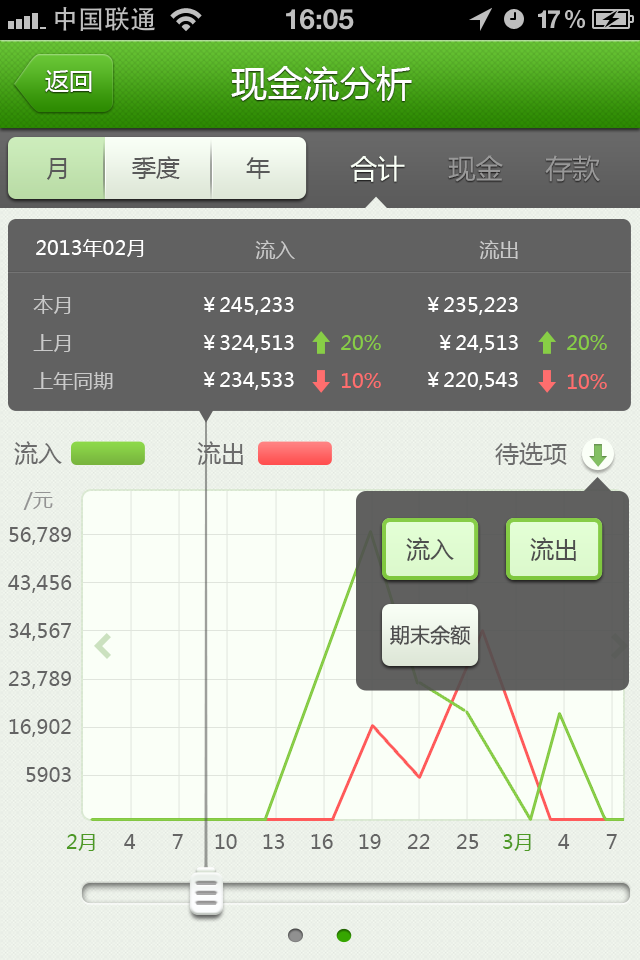 中国联通 16:05 17%
返回 现金流分析
月 季度 年 合计 现金 存款
2013年02月 流入 流出
本月 ¥245,233 ¥235,223
上月 ¥324,513 20% ¥24,513 20%
上年同期 ¥234,533 10% ¥220,543 10%
流入 流出 待选项
/元
56,789
43,456
34,567
23,789
16,902
5903
流入 流出
期末余额
2月 4 7 10 13 16 19 22 25 3月 4 7